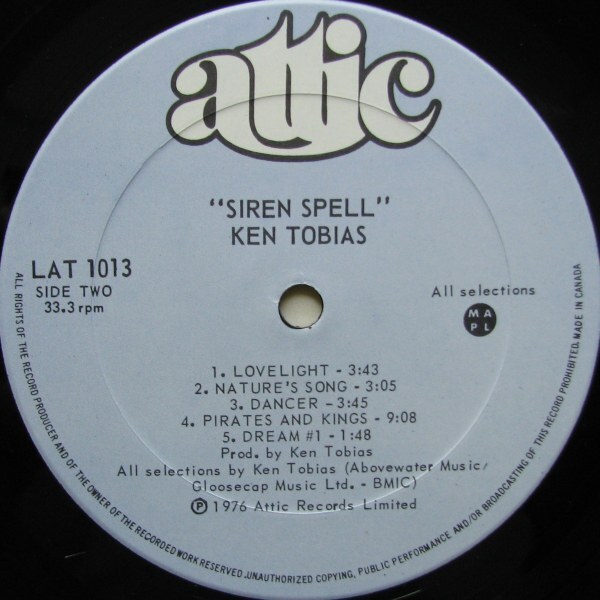 attic
"SIREN SPELL"
KEN TOBIAS
LAT 1013
SIDE TWO
33.3 rpm
All selections
MA
PL
1. LOVELIGHT - 3:43
2. NATURE'S SONG - 3:05
3. DANCER - 3:45
4. PIRATES AND KINGS - 9:08
5. DREAM #1 - 1:48
Prod. by Ken Tobias
All selections by Ken Tobias (Abovewater Music/
Gloosecap Music Ltd. - BMIC)
℗ 1976 Attic Records Limited
ALL RIGHTS OF THE RECORD PRODUCER AND OF THE OWNER OF THE RECORDED WORK RESERVED. UNAUTHORIZED COPYING, PUBLIC PERFORMANCE AND/OR BROADCASTING OF THIS RECORD PROHIBITED. MADE IN CANADA